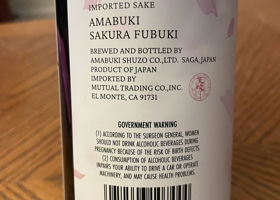 IMPORTED SAKE
AMABUKI
SAKURA FUBUKI
BREWED AND BOTTLED BY
AMABUKI SHUZO CO.,LTD. SAGA, JAPAN
PRODUCT OF JAPAN
IMPORTED BY
MUTUAL TRADING CO.,INC.
EL MONTE, CA 91731
GOVERNMENT WARNING
(1) ACCORDING TO THE SURGEON GENERAL WOMEN
SHOULD NOT DRINK ALCOHOLIC BEVERAGES DURING
PREGNANCY BECAUSE OF THE RISK OF BIRTH DEFECTS.
(2) CONSUMPTION OF ALCOHOLIC BEVERAGES
IMPAIRS YOUR ABILITY TO DRIVE A CAR OR OPERATE
MACHINERY, AND MAY CAUSE HEALTH PROBLEMS.